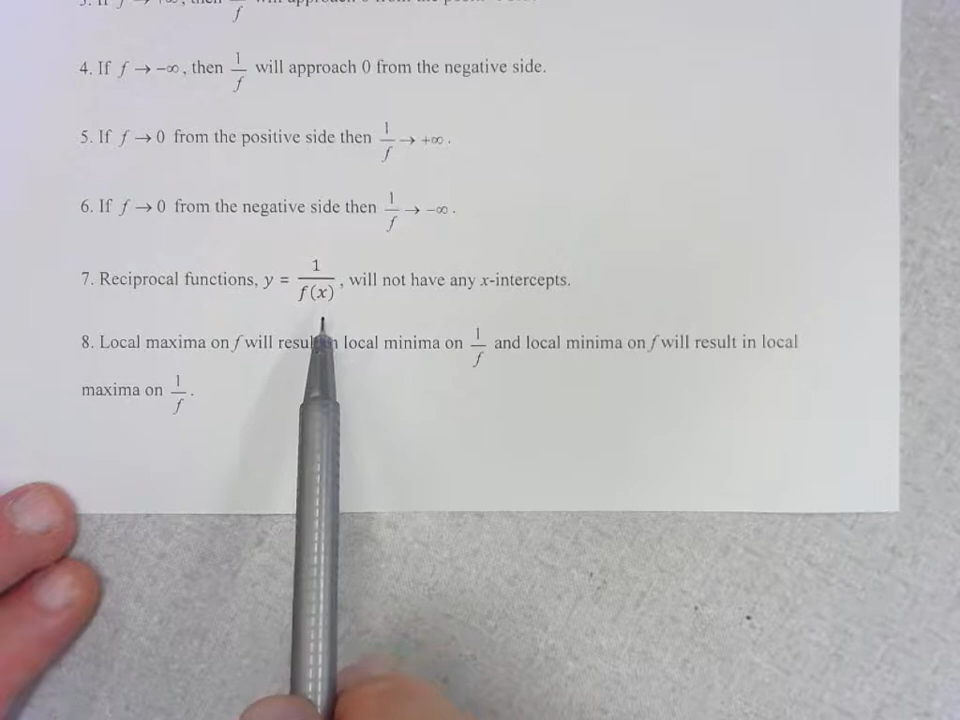 4. If f → −∞, then 1/f will approach 0 from the negative side.
5. If f → 0 from the positive side then 1/f → +∞.
6. If f → 0 from the negative side then 1/f → −∞.
7. Reciprocal functions, y = 1/f(x), will not have any x-intercepts.
8. Local maxima on f will result in local minima on 1/f and local minima on f will result in local
maxima on 1/f.